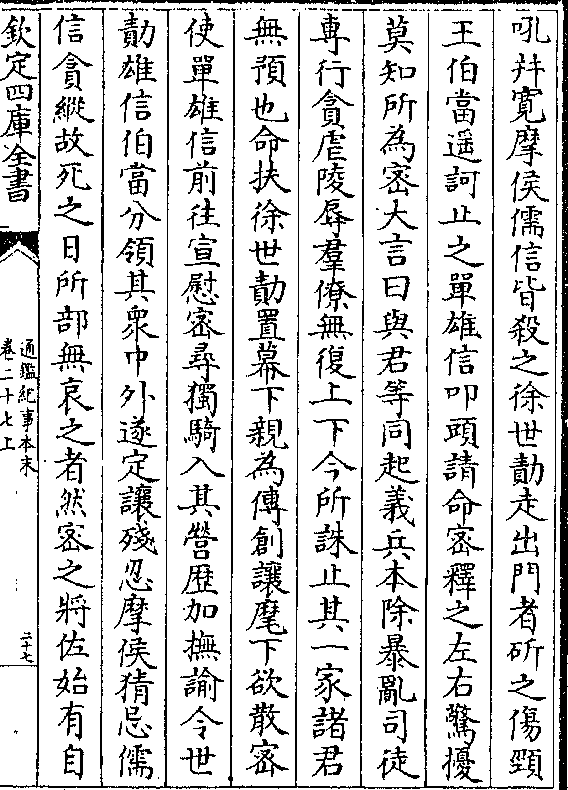 吼并寛摩侯儒信皆殺之徐世勣走出門者斫之傷頸
王伯當遥訶止之單雄信叩頭請命密釋之左右驚擾
莫知所為密大言曰與君等同起義兵本除暴亂司徒
専行貪虐陵辱羣僚無復上下今所誅止其一家諸君
無預也命扶徐世勣置幕下親為傅創讓麾下欲散密
使單雄信前往宣慰密尋獨騎入其營歴加撫諭令世
勣雄信伯當分領其衆中外遂定讓殘忍摩侯猜忌儒
信貪縱故死之日所部無哀之者然密之將佐始有自
欽定四庫全書
通鑑紀事本末
卷二十七上
二十七